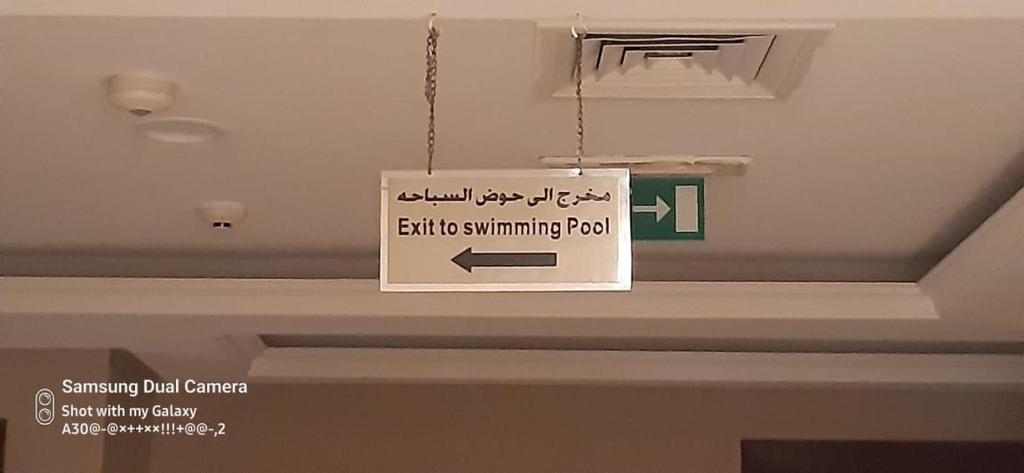 مخرج الى حوض السباحه
Exit to swimming Pool
Samsung Dual Camera
Shot with my Galaxy
A30@-@×++××!!!+@@-,2